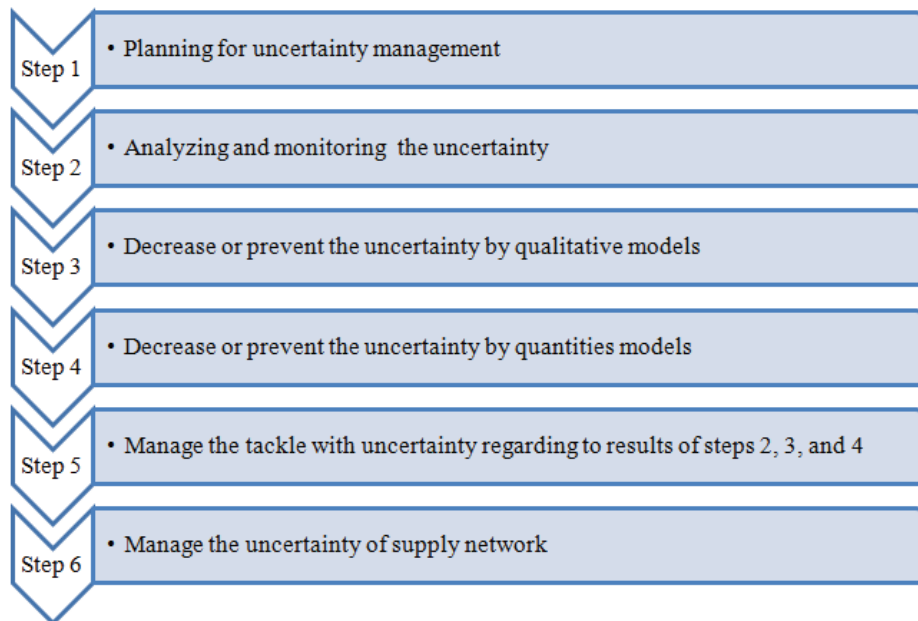 Step 1
• Planning for uncertainty management
Step 2
• Analyzing and monitoring the uncertainty
Step 3
• Decrease or prevent the uncertainty by qualitative models
Step 4
• Decrease or prevent the uncertainty by quantities models
Step 5
• Manage the tackle with uncertainty regarding to results of steps 2, 3, and 4
Step 6
• Manage the uncertainty of supply network